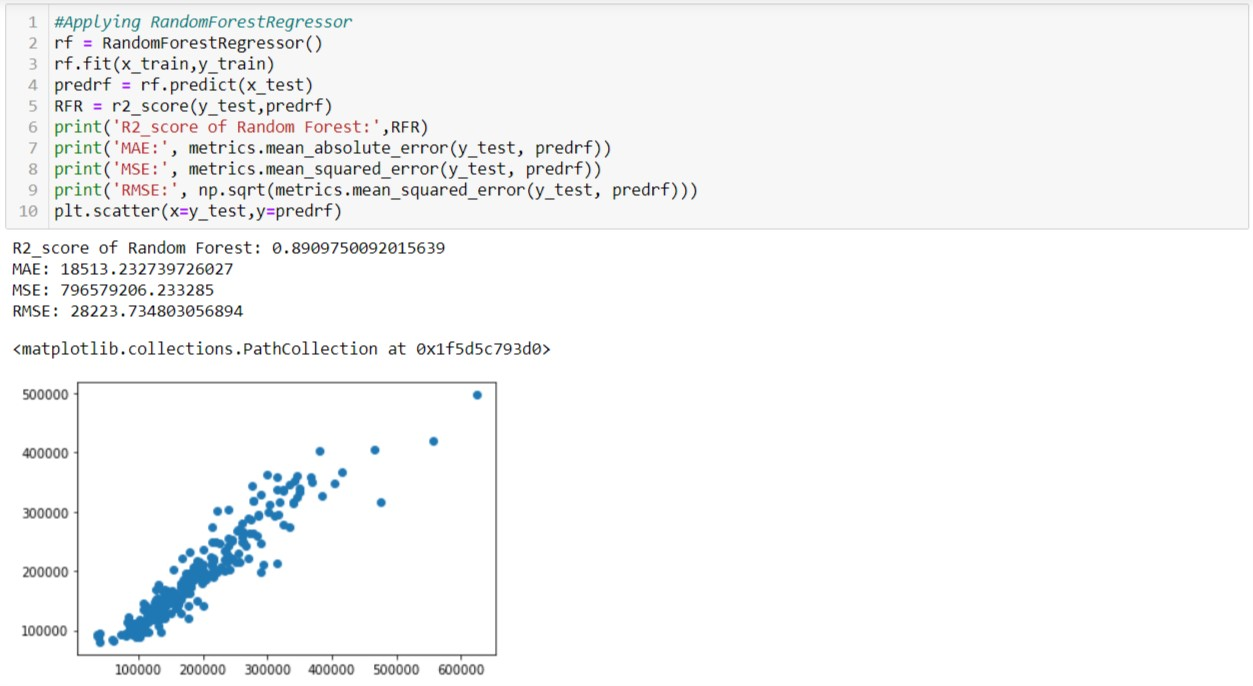 1 #Applying RandomForestRegressor
2 rf = RandomForestRegressor()
3 rf.fit(x_train,y_train)
4 predrf = rf.predict(x_test)
5 RFR = r2_score(y_test,predrf)
6 print('R2_score of Random Forest:',RFR)
7 print('MAE:', metrics.mean_absolute_error(y_test, predrf))
8 print('MSE:', metrics.mean_squared_error(y_test, predrf))
9 print('RMSE:', np.sqrt(metrics.mean_squared_error(y_test, predrf)))
10 plt.scatter(x=y_test,y=predrf)
R2_score of Random Forest: 0.8909750092015639
MAE: 18513.232739726027
MSE: 796579206.233285
RMSE: 28223.734803056894
<matplotlib.collections.PathCollection at 0x1f5d5c793d0>
500000
400000
300000
200000
100000
100000 200000 300000 400000 500000 600000